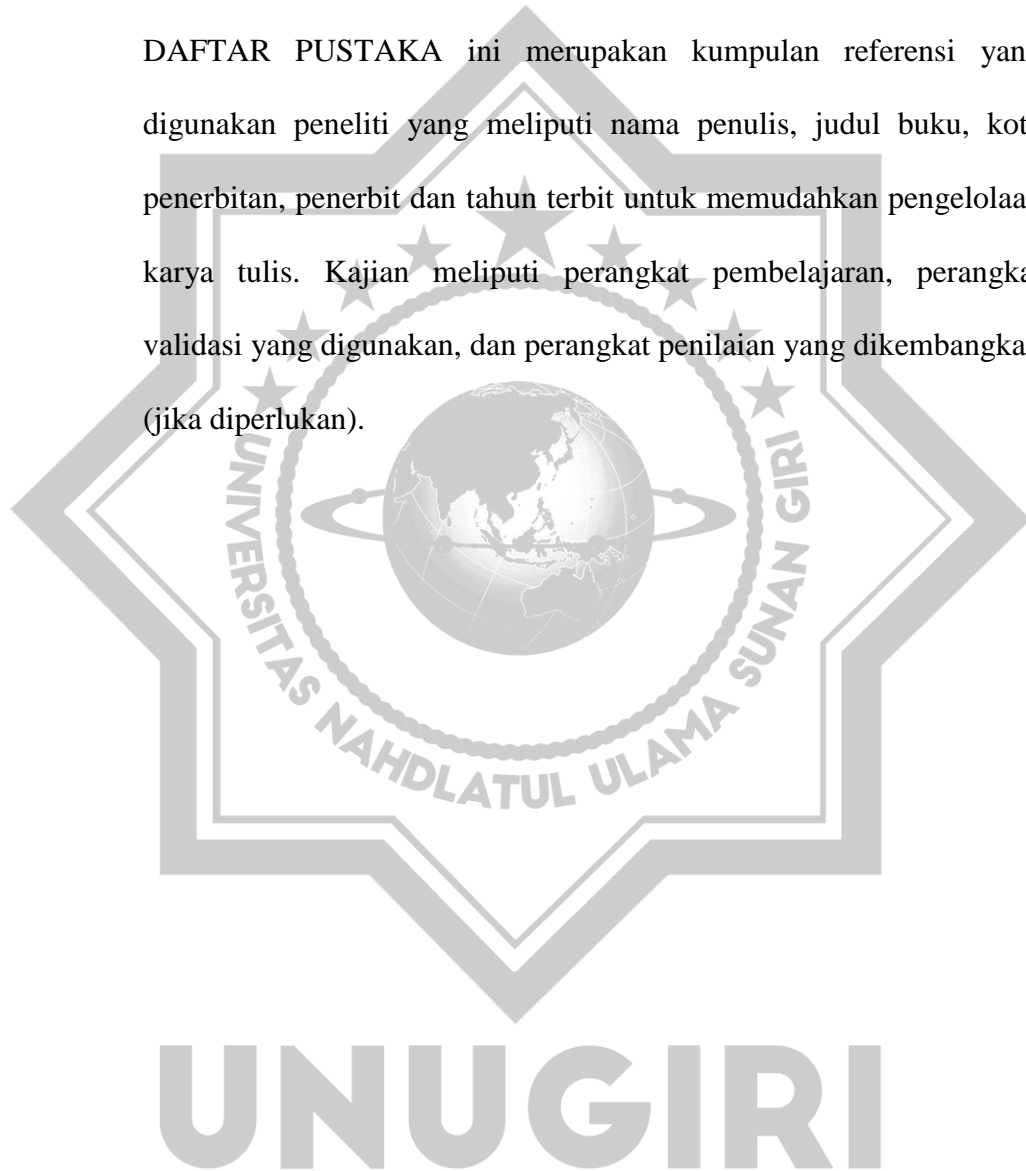 DAFTAR PUSTAKA ini merupakan kumpulan referensi yan
digunakan peneliti yang meliputi nama penulis, judul buku, kot
penerbitan, penerbit dan tahun terbit untuk memudahkan pengelolaa
karya tulis. Kajian meliputi perangkat pembelajaran, perangka
validasi yang digunakan, dan perangkat penilaian yang dikembangka
(jika diperlukan).
UNIVERSITAS NAHDLATUL ULAMA SUNAN GIRI
UNUGIRI